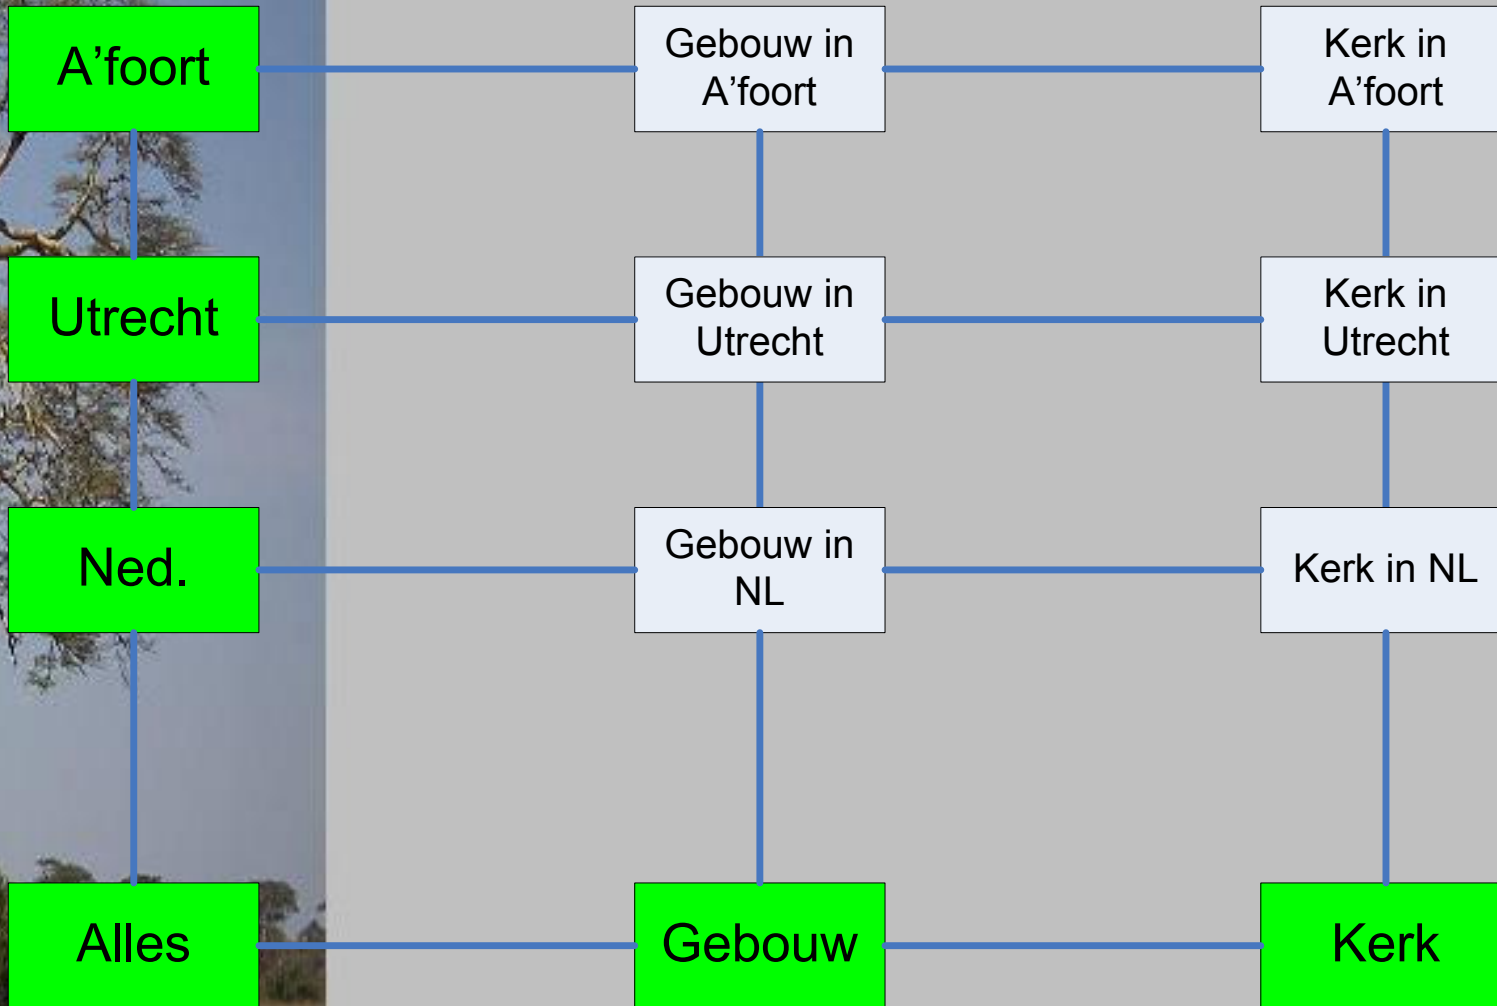 A’foort
Gebouw in
A’foort
Kerk in
A’foort
Utrecht
Gebouw in
Utrecht
Kerk in
Utrecht
Ned.
Gebouw in
NL
Kerk in NL
Alles
Gebouw
Kerk